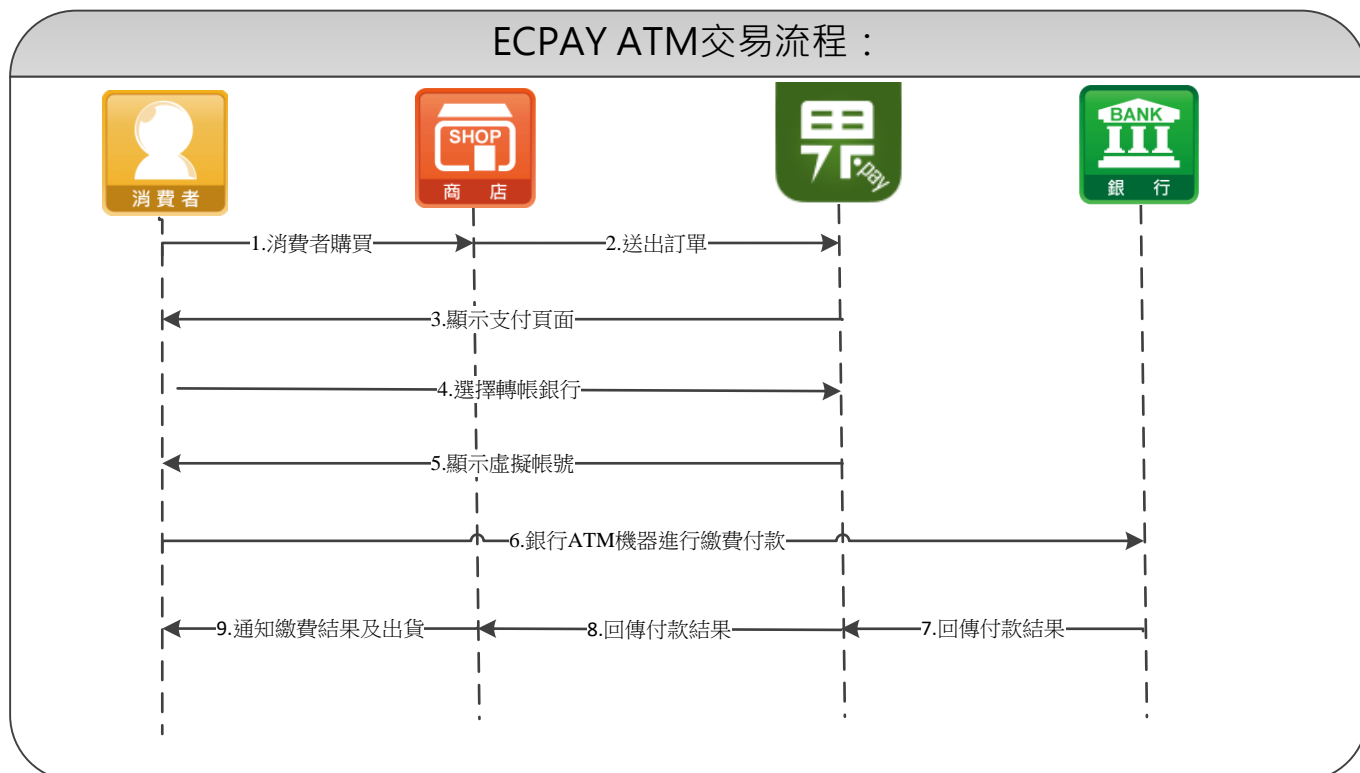 ECPAY ATM交易流程：
消費者
SHOP
商店
pay
BANK
銀行
1.消費者購買
2.送出訂單
3.顯示支付頁面
4.選擇轉帳銀行
5.顯示虛擬帳號
6.銀行ATM機器進行繳費付款
9.通知繳費結果及出貨
8.回傳付款結果
7.回傳付款結果